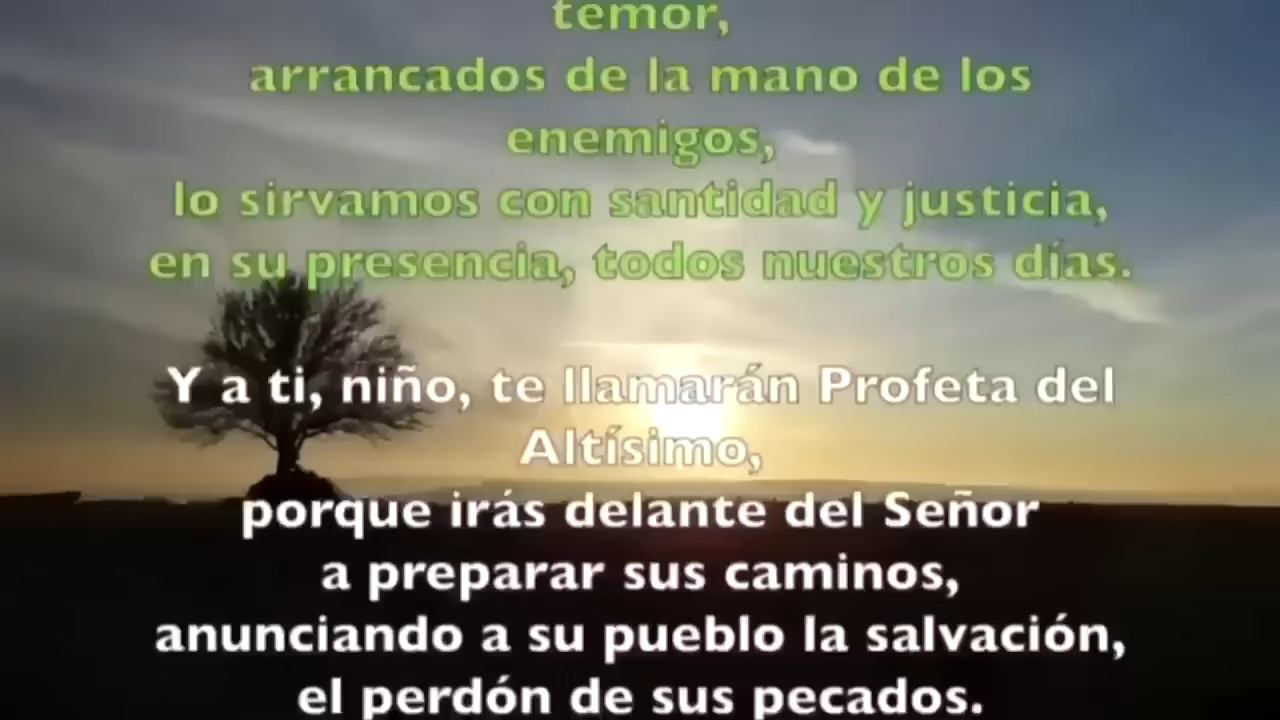 temor,
arrancados de la mano de los
enemigos,
lo sirvamos con santidad y justicia,
en su presencia, todos nuestros días.
Y a ti, niño, te llamarán Profeta del
Altísimo,
porque irás delante del Señor
a preparar sus caminos,
anunciando a su pueblo la salvación,
el perdón de sus pecados.